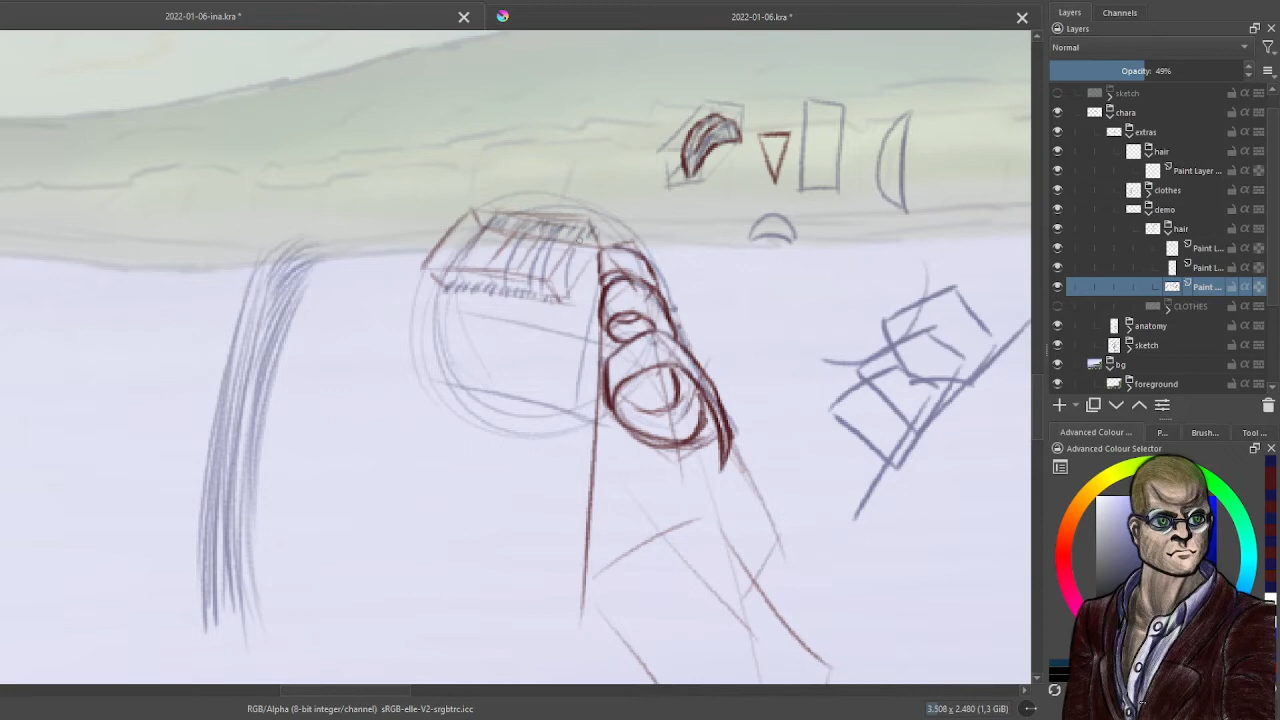 2022-01-06-ina.kra *
2022-01-06.kra *
Layers
Channels
Layers
Normal
Opacity: 49%
sketch
chara
extras
hair
Paint Layer ...
clothes
demo
hair
Paint L...
Paint L...
Paint ...
CLOTHES
anatomy
sketch
bg
foreground
Advanced Colour ...
P...
Brush...
Tool ...
Advanced Colour Selector
RGB/Alpha (8-bit integer/channel) sRGB-elle-V2-srgbtrc.icc
3.508 x 2.480 (1,3 GiB)